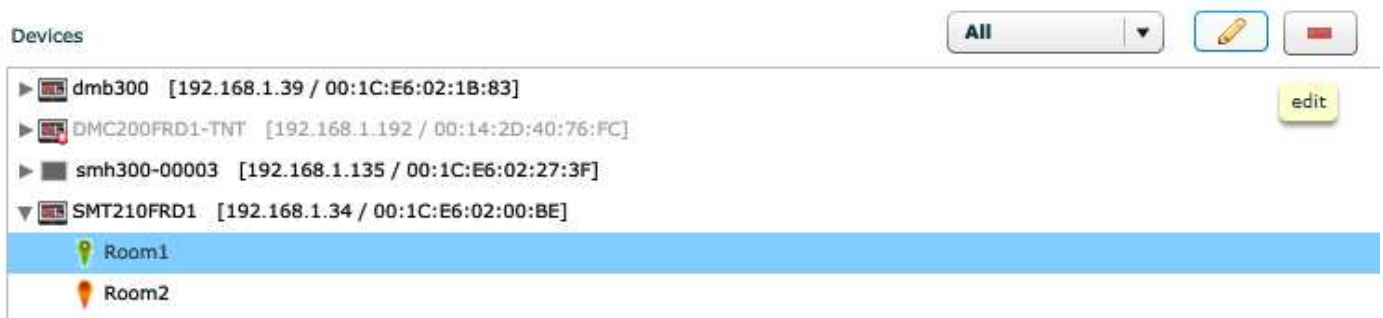 Devices
All
dmb300 [192.168.1.39 / 00:1C:E6:02:1B:83]
edit
DMC200FRD1-TNT [192.168.1.192 / 00:14:2D:40:76:FC]
smh300-00003 [192.168.1.135 / 00:1C:E6:02:27:3F]
SMT210FRD1 [192.168.1.34 / 00:1C:E6:02:00:BE]
Room1
Room2